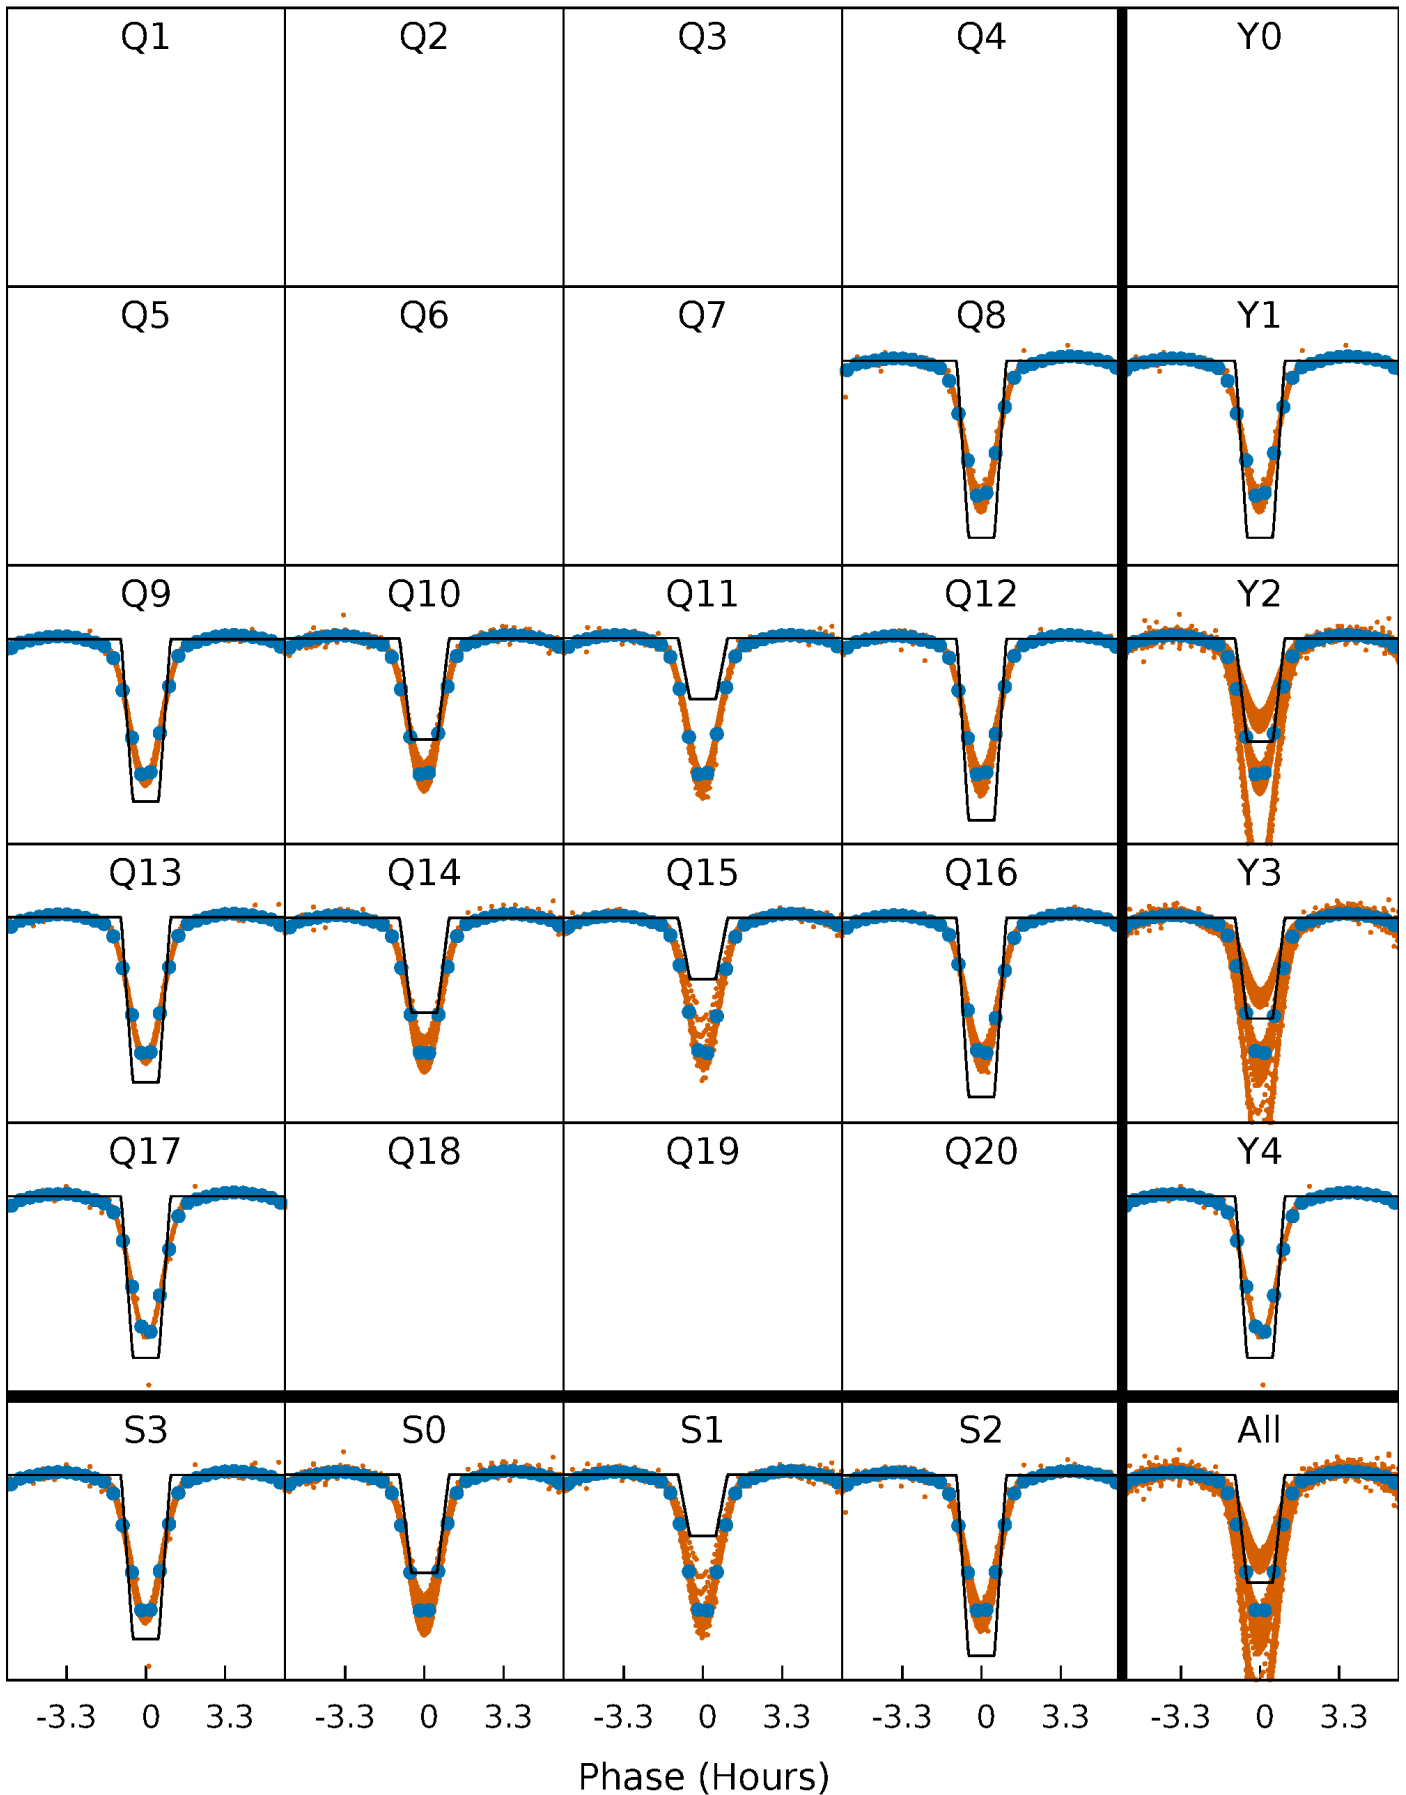 Q1 Q2 Q3 Q4 Y0
Q5 Q6 Q7 Q8 Y1
Q9 Q10 Q11 Q12 Y2
Q13 Q14 Q15 Q16 Y3
Q17 Q18 Q19 Q20 Y4
S3 S0 S1 S2 All
-3.3 0 3.3 -3.3 0 3.3 -3.3 0 3.3 -3.3 0 3.3 -3.3 0 3.3
Phase (Hours)